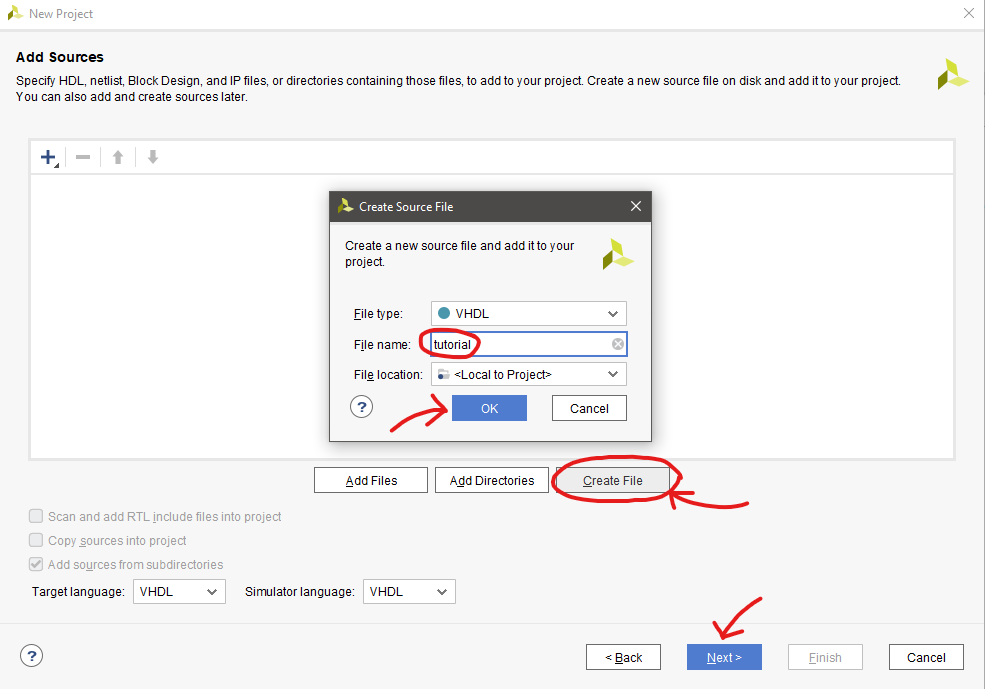 New Project
Add Sources
Specify HDL, netlist, Block Design, and IP files, or directories containing those files, to add to your project. Create a new source file on disk and add it to your project.
You can also add and create sources later.
Create Source File
Create a new source file and add it to your
project.
File type: VHDL
File name: tutorial
File location: <Local to Project>
? OK Cancel
Add Files Add Directories Create File
Scan and add RTL include files into project
Copy sources into project
Add sources from subdirectories
Target language: VHDL Simulator language: VHDL
? < Back Next > Finish Cancel